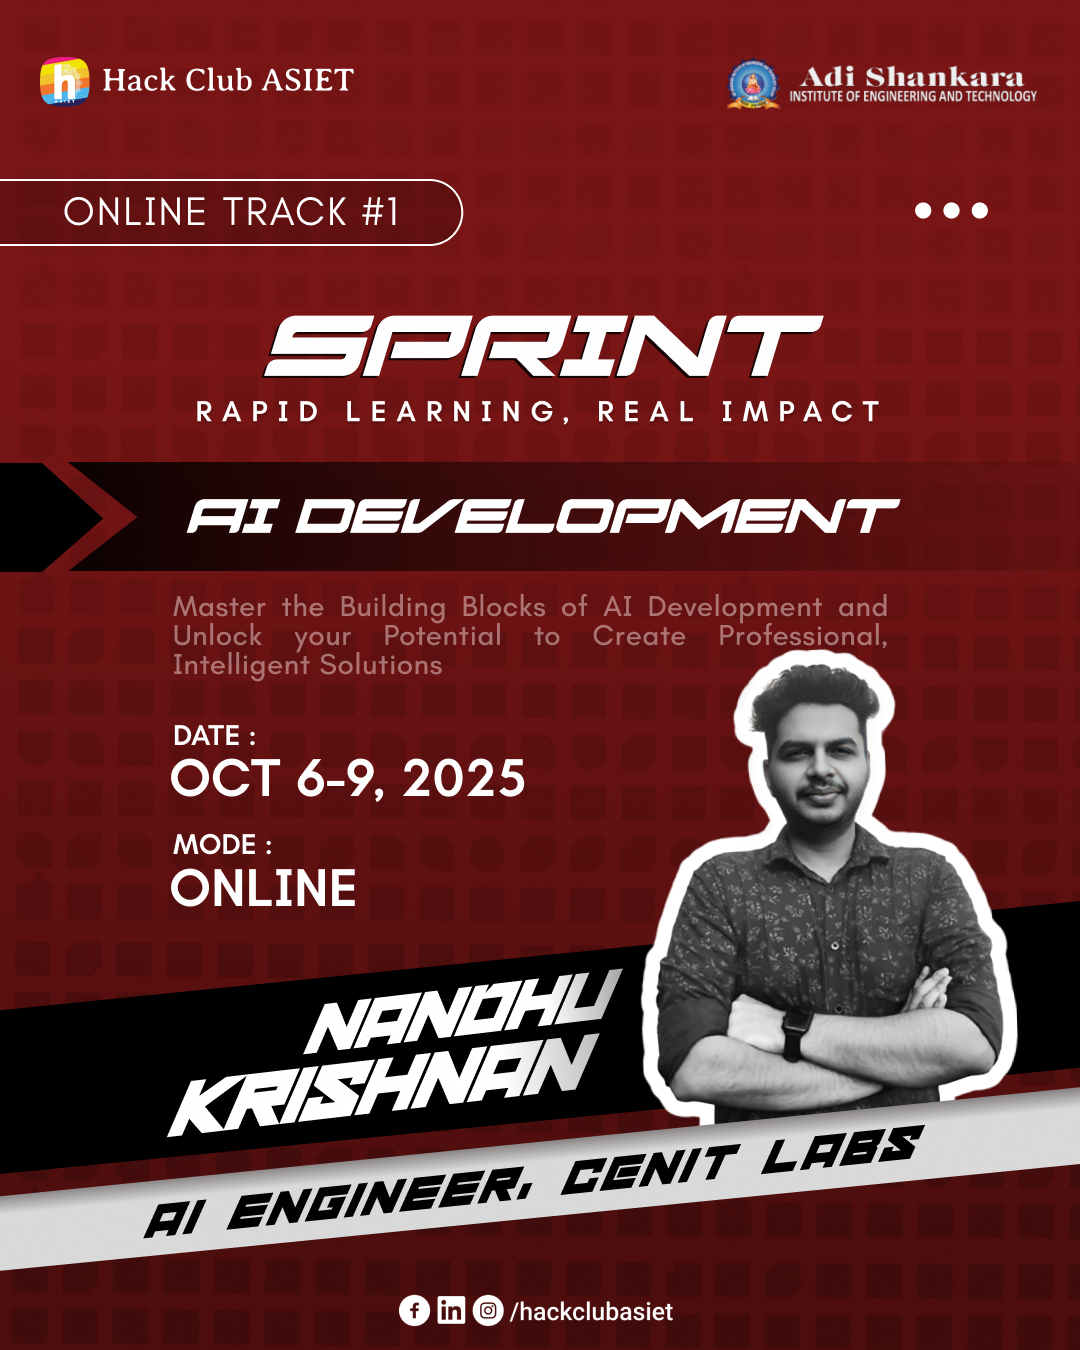 Hack Club ASIET
Adi Shankara
INSTITUTE OF ENGINEERING AND TECHNOLOGY
ONLINE TRACK #1
SPRINT
RAPID LEARNING, REAL IMPACT
AI DEVELOPMENT
Master the Building Blocks of AI Development and
Unlock your Potential to Create Professional,
Intelligent Solutions
DATE :
OCT 6-9, 2025
MODE :
ONLINE
NANDHU
KRISHNAN
AI ENGINEER, CENIT LABS
/hackclubasiet